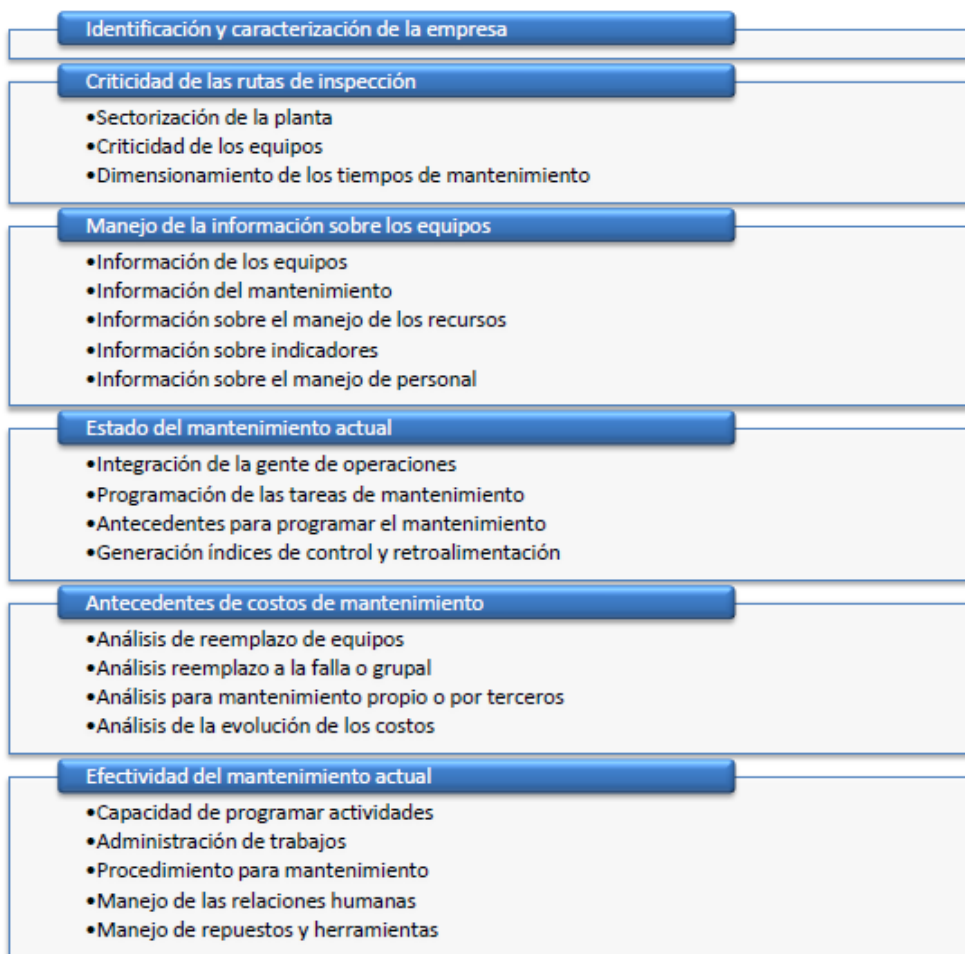 Identificación y caracterización de la empresa
Criticidad de las rutas de inspección
•Sectorización de la planta
•Criticidad de los equipos
•Dimensionamiento de los tiempos de mantenimiento
Manejo de la información sobre los equipos
•Información de los equipos
•Información del mantenimiento
•Información sobre el manejo de los recursos
•Información sobre indicadores
•Información sobre el manejo de personal
Estado del mantenimiento actual
•Integración de la gente de operaciones
•Programación de las tareas de mantenimiento
•Antecedentes para programar el mantenimiento
•Generación índices de control y retroalimentación
Antecedentes de costos de mantenimiento
•Análisis de reemplazo de equipos
•Análisis reemplazo a la falla o grupal
•Análisis para mantenimiento propio o por terceros
•Análisis de la evolución de los costos
Efectividad del mantenimiento actual
•Capacidad de programar actividades
•Administración de trabajos
•Procedimiento para mantenimiento
•Manejo de las relaciones humanas
•Manejo de repuestos y herramientas